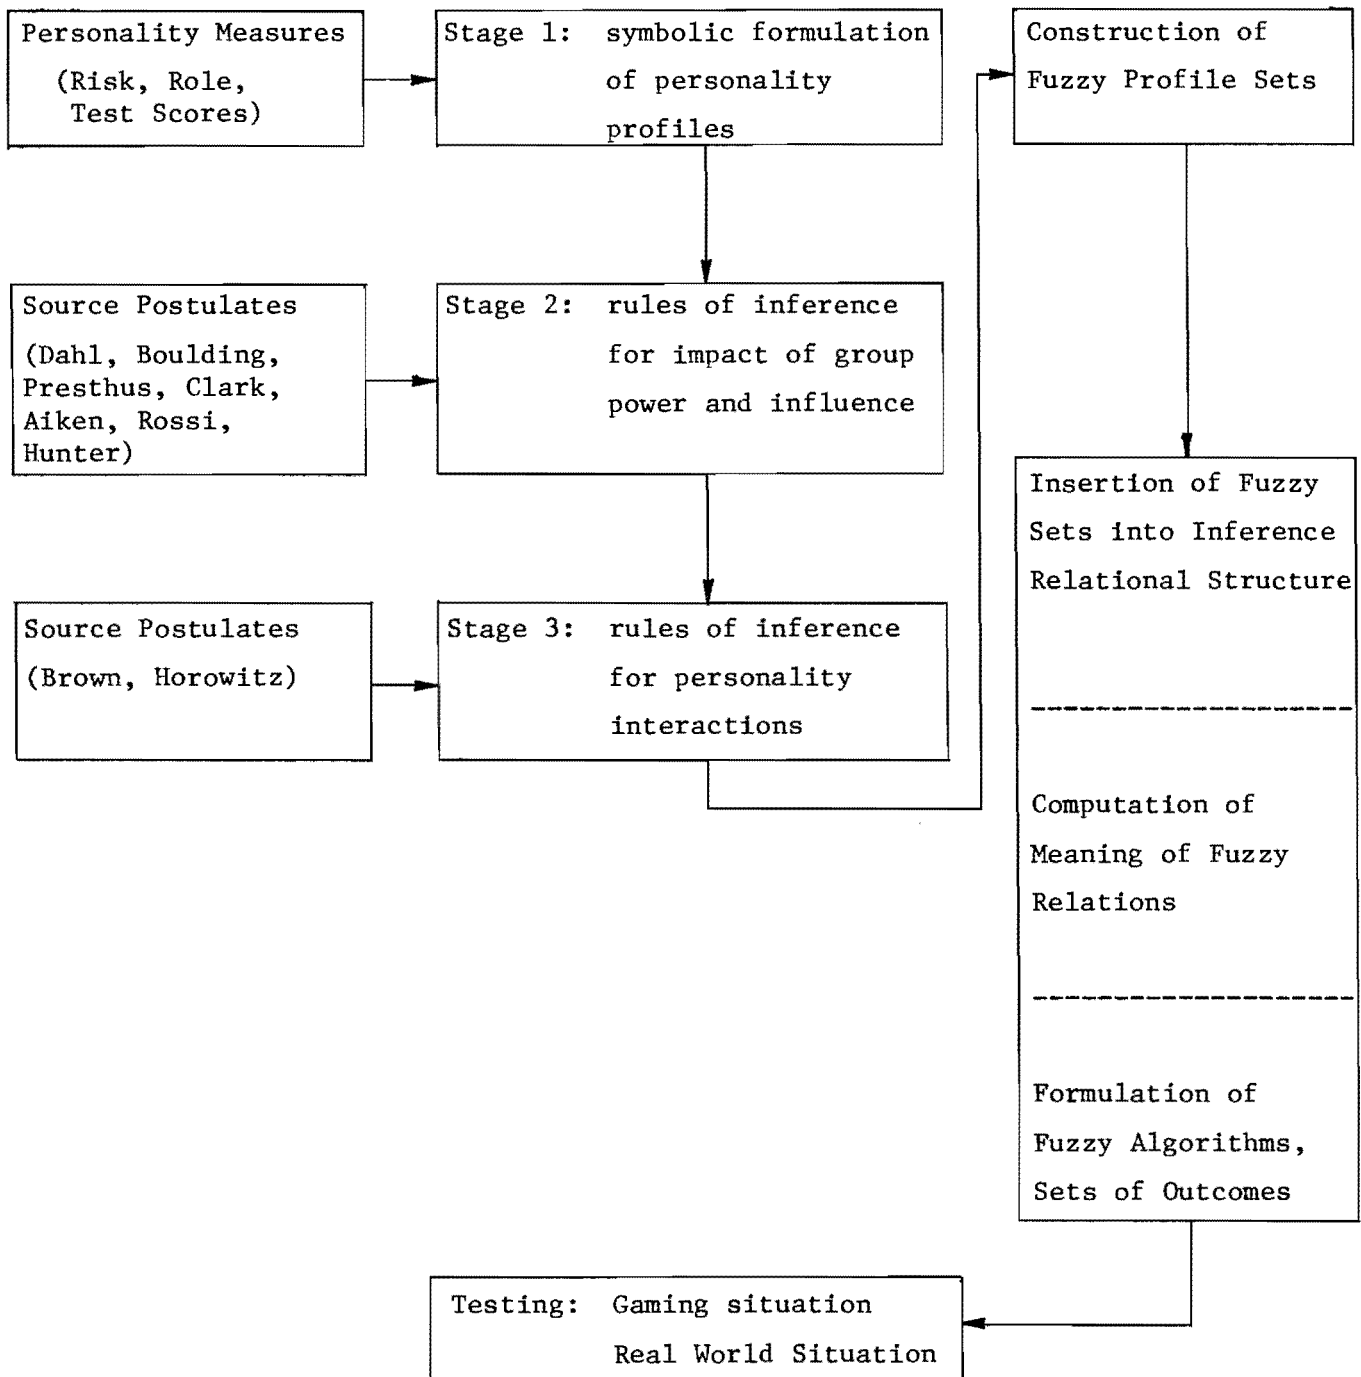 Personality Measures
(Risk, Role,
Test Scores)
Stage 1: symbolic formulation
of personality
profiles
Construction of
Fuzzy Profile Sets
Source Postulates
(Dahl, Boulding,
Presthus, Clark,
Aiken, Rossi,
Hunter)
Stage 2: rules of inference
for impact of group
power and influence
Source Postulates
(Brown, Horowitz)
Stage 3: rules of inference
for personality
interactions
Insertion of Fuzzy
Sets into Inference
Relational Structure
Computation of
Meaning of Fuzzy
Relations
Formulation of
Fuzzy Algorithms,
Sets of Outcomes
Testing: Gaming situation
Real World Situation